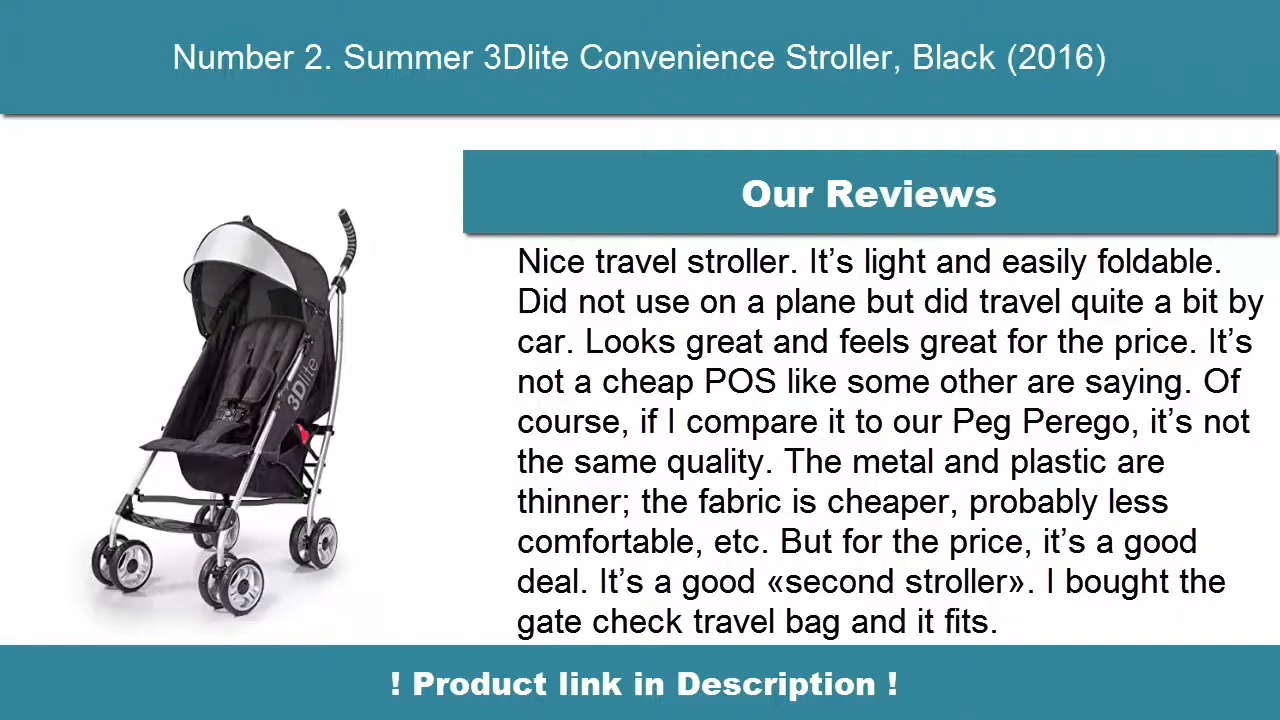 Number 2. Summer 3Dlite Convenience Stroller, Black (2016)
Our Reviews
Nice travel stroller. It’s light and easily foldable.
Did not use on a plane but did travel quite a bit by
car. Looks great and feels great for the price. It’s
not a cheap POS like some other are saying. Of
course, if I compare it to our Peg Perego, it’s not
the same quality. The metal and plastic are
thinner; the fabric is cheaper, probably less
comfortable, etc. But for the price, it’s a good
deal. It’s a good «second stroller». I bought the
gate check travel bag and it fits.
3Dlite
! Product link in Description !